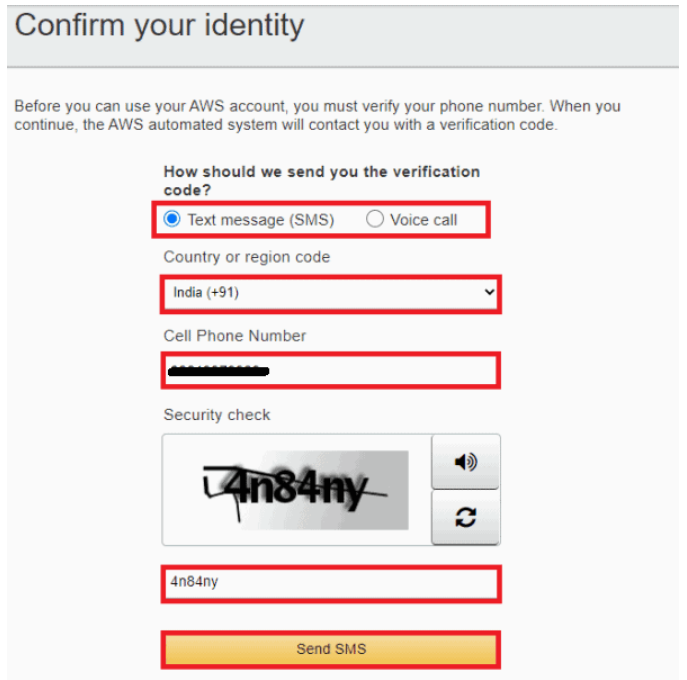 Confirm your identity
Before you can use your AWS account, you must verify your phone number. When you
continue, the AWS automated system will contact you with a verification code.
How should we send you the verification
code?
Text message (SMS) Voice call
Country or region code
India (+91)
Cell Phone Number
Security check
4n84ny
4n84ny
Send SMS